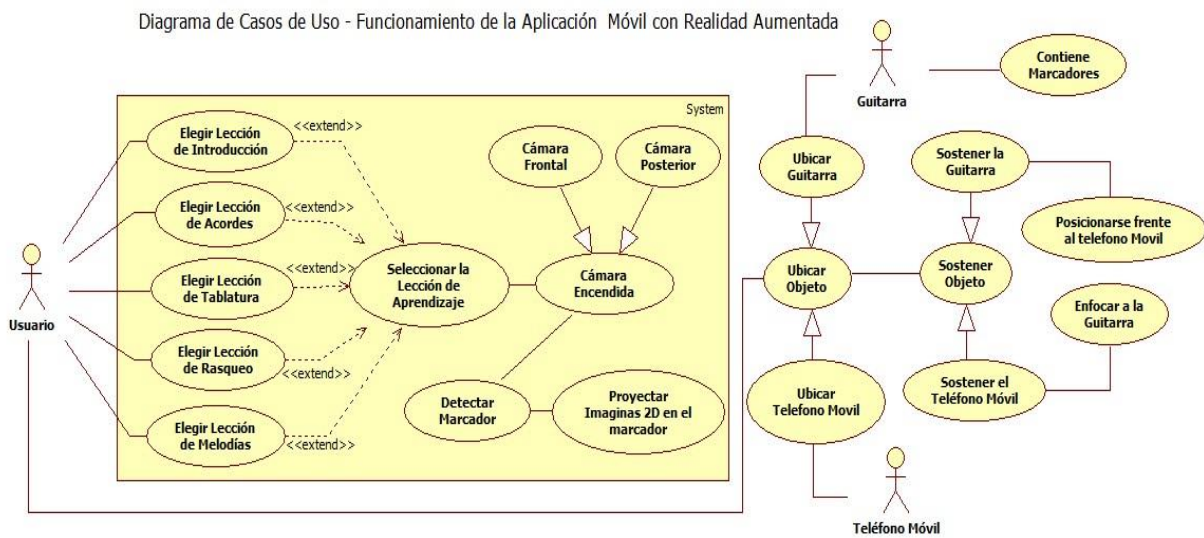 Diagrama de Casos de Uso - Funcionamiento de la Aplicación Móvil con Realidad Aumentada
System
Usuario
Elegir Lección
de Introducción
<<extend>>
Elegir Lección
de Acordes
<<extend>>
Elegir Lección
de Tablatura
<<extend>>
Elegir Lección
de Rasqueo
<<extend>>
Elegir Lección
de Melodías
<<extend>>
Seleccionar la
Lección de
Aprendizaje
Cámara
Frontal
Cámara
Posterior
Cámara
Encendida
Detectar
Marcador
Proyectar
Imaginas 2D en el
marcador
Guitarra
Contiene
Marcadores
Ubicar
Guitarra
Sostener la
Guitarra
Posicionarse frente
al telefono Movil
Ubicar
Objeto
Sostener
Objeto
Enfocar a la
Guitarra
Ubicar
Telefono Movil
Sostener el
Teléfono Móvil
Teléfono Móvil